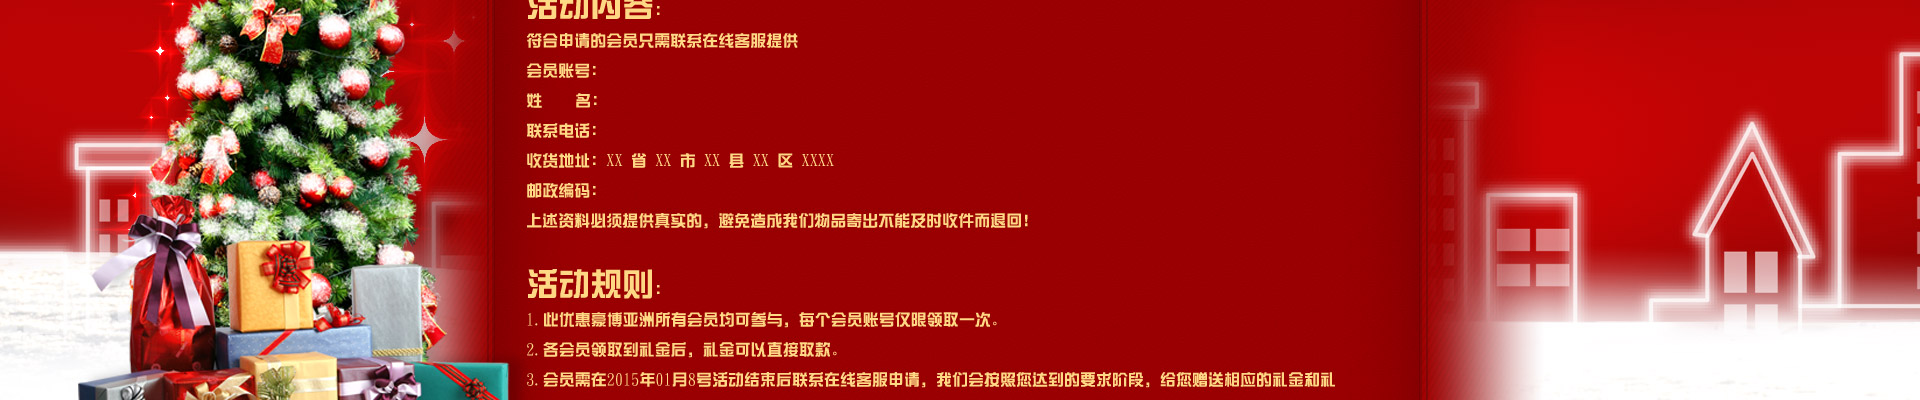 活动内容:
符合申请的会员只需联系在线客服提供
会员账号:
姓 名:
联系电话:
收货地址: XX 省 XX 市 XX 县 XX 区 XXXX
邮政编码:
上述资料必须提供真实的, 避免造成我们物品寄出不能及时收件而退回!
活动规则:
1. 此优惠豪博亚洲所有会员均可参与, 每个会员账号仅限领取一次。
2. 各会员领取到礼金后, 礼金可以直接取款。
3. 会员需在2015年01月8号活动结束后联系在线客服申请, 我们会按照您达到的要求阶段, 给您赠送相应的礼金和礼